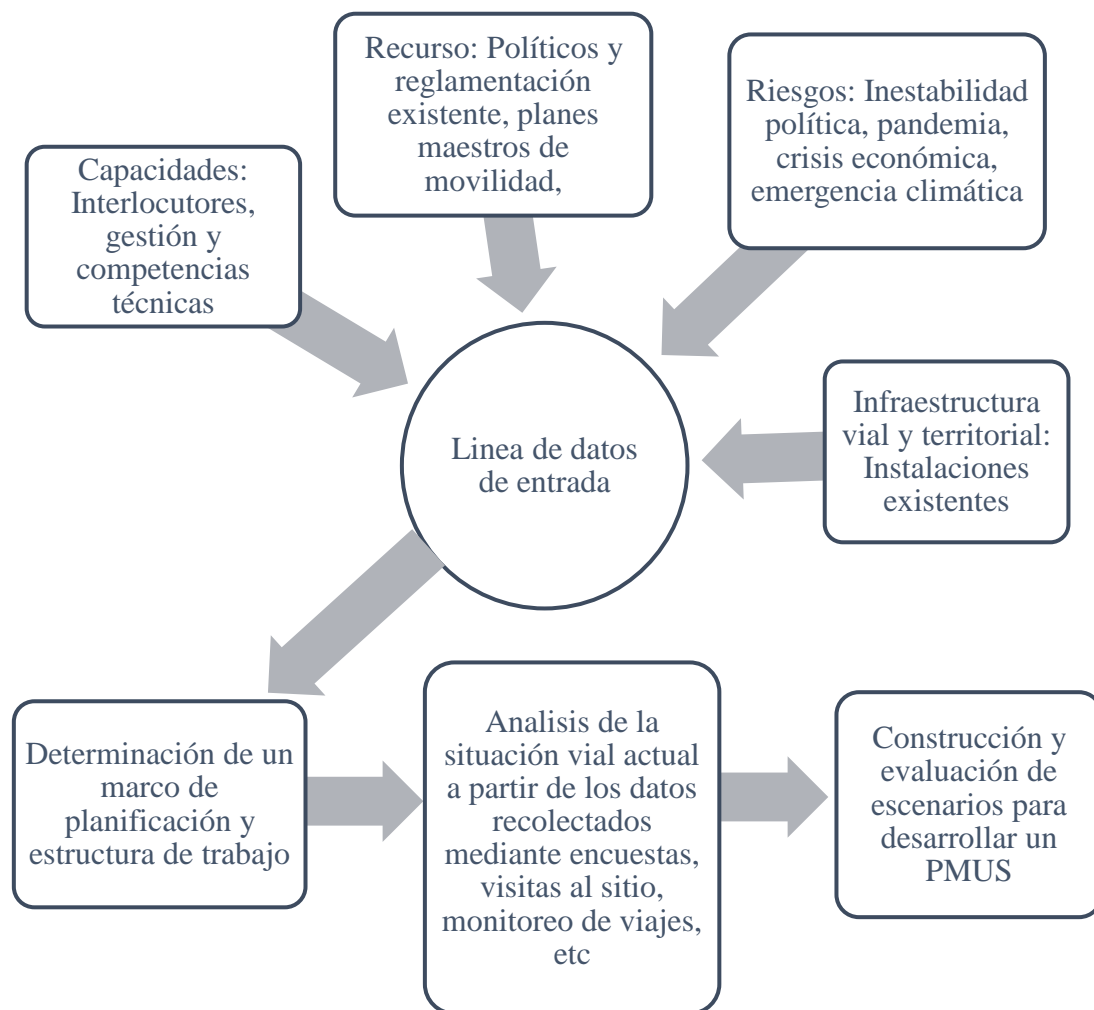 Recurso: Políticos y
reglamentación
existente, planes
maestros de
movilidad,
Riesgos: Inestabilidad
política, pandemia,
crisis económica,
emergencia climática
Capacidades:
Interlocutores,
gestión y
competencias
técnicas
Infraestructura
vial y territorial:
Instalaciones
existentes
Linea de datos
de entrada
Determinación de un
marco de
planificación y
estructura de trabajo
Analisis de la
situación vial actual
a partir de los datos
recolectados
mediante encuestas,
visitas al sitio,
monitoreo de viajes,
etc
Construcción y
evaluación de
escenarios para
desarrollar un
PMUS